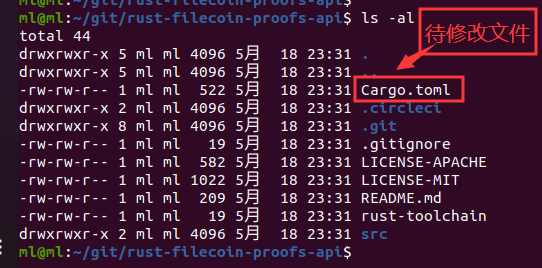 ml@ml:~/git/rust-filecoin-proofs-api$ ls -al
待修改文件
total 44
drwxrwxr-x 5 ml ml 4096 5月  18 23:31 .
drwxrwxr-x 5 ml ml 4096 5月  18 23:31 ..
-rw-rw-r-- 1 ml ml  522 5月  18 23:31 Cargo.toml
drwxrwxr-x 2 ml ml 4096 5月  18 23:31 .circleci
drwxrwxr-x 8 ml ml 4096 5月  18 23:31 .git
-rw-rw-r-- 1 ml ml   19 5月  18 23:31 .gitignore
-rw-rw-r-- 1 ml ml  582 5月  18 23:31 LICENSE-APACHE
-rw-rw-r-- 1 ml ml 1022 5月  18 23:31 LICENSE-MIT
-rw-rw-r-- 1 ml ml  209 5月  18 23:31 README.md
-rw-rw-r-- 1 ml ml   19 5月  18 23:31 rust-toolchain
drwxrwxr-x 2 ml ml 4096 5月  18 23:31 src
ml@ml:~/git/rust-filecoin-proofs-api$